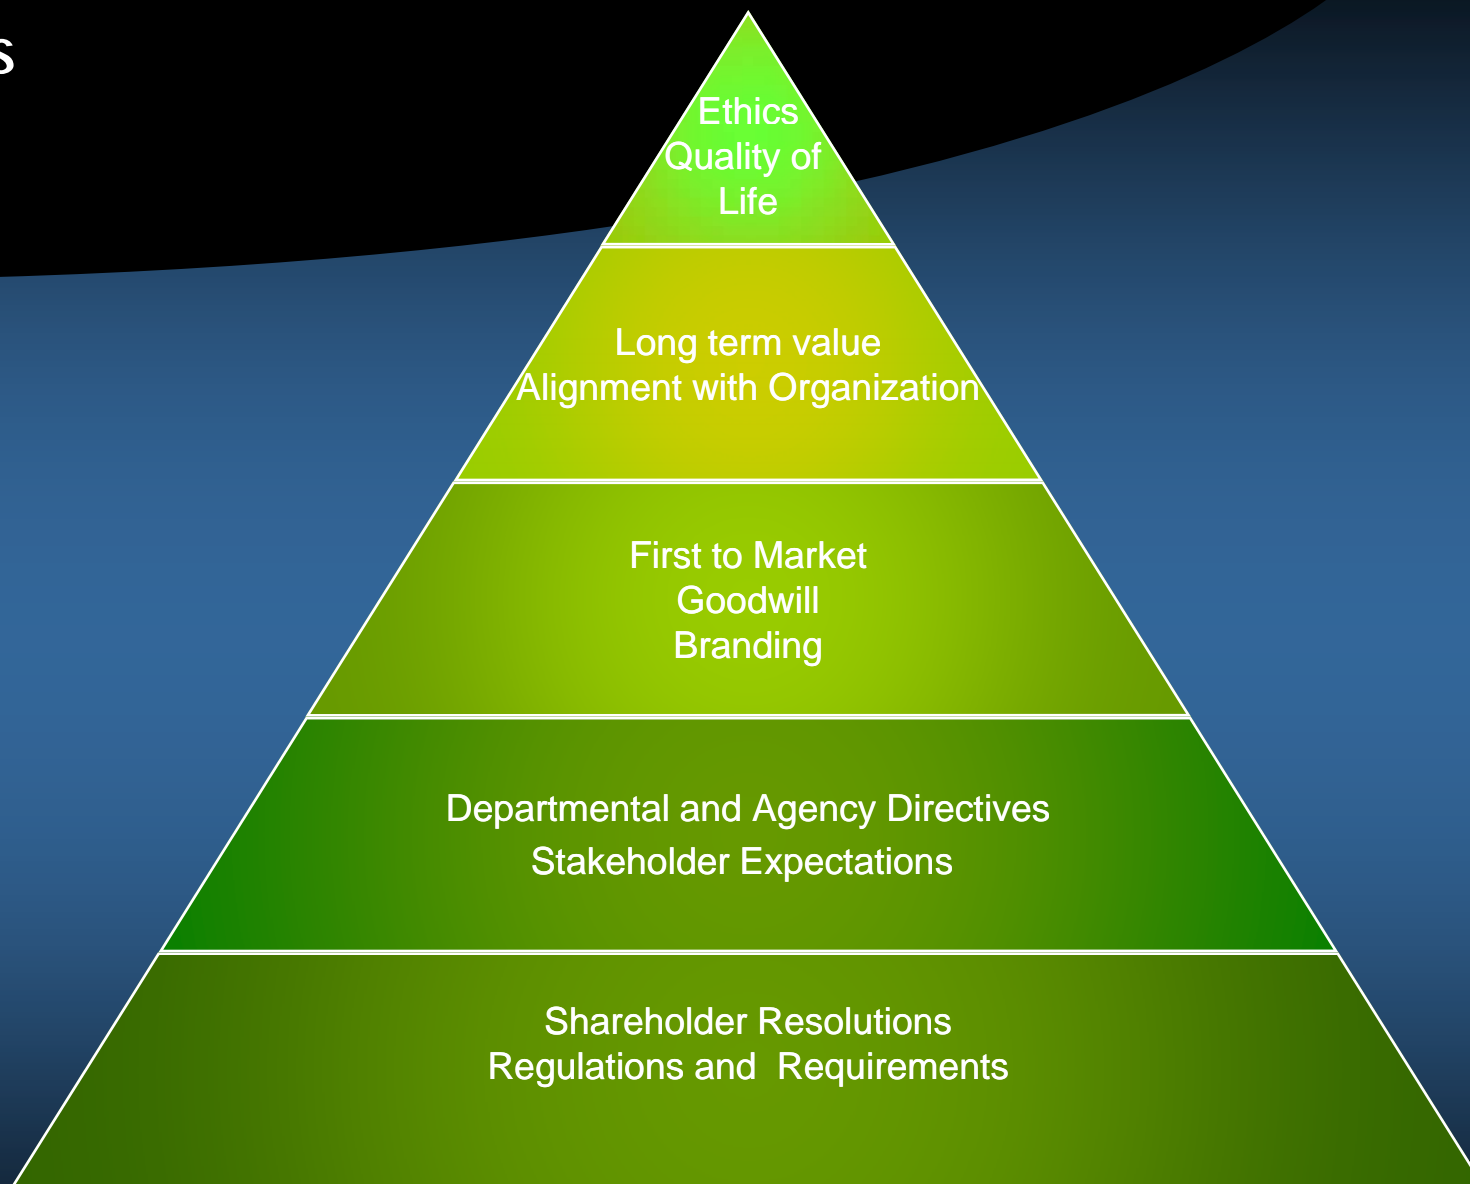 s
Ethics
Quality of
Life
Long term value
Alignment with Organization
First to Market
Goodwill
Branding
Departmental and Agency Directives
Stakeholder Expectations
Shareholder Resolutions
Regulations and  Requirements